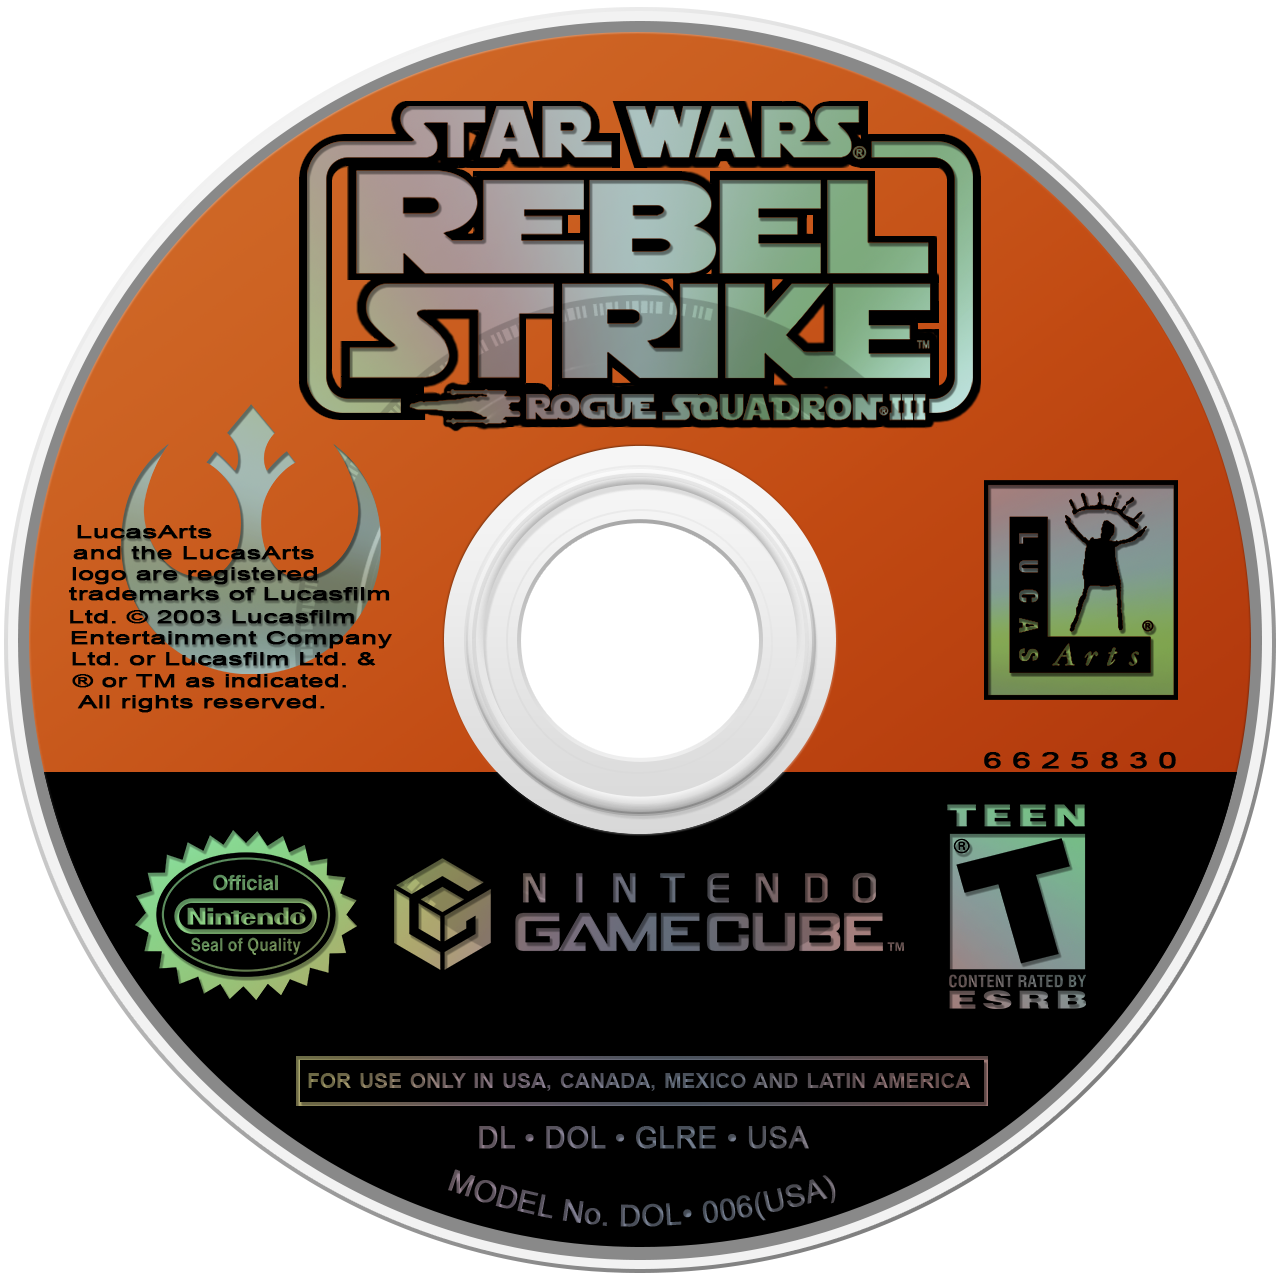 STAR WARS®
REBEL
STRIKE™
ROGUE SQUADRON® III
LucasArts
and the LucasArts
logo are registered
trademarks of Lucasfilm
Ltd. © 2003 Lucasfilm
Entertainment Company
Ltd. or Lucasfilm Ltd. &
® or TM as indicated.
All rights reserved.
LUCAS
Arts®
6625830
Official
Nintendo®
Seal of Quality
NINTENDO
GAMECUBE™
TEEN
T®
CONTENT RATED BY
ESRB
FOR USE ONLY IN USA, CANADA, MEXICO AND LATIN AMERICA
DL • DOL • GLRE • USA
MODEL No. DOL• 006(USA)